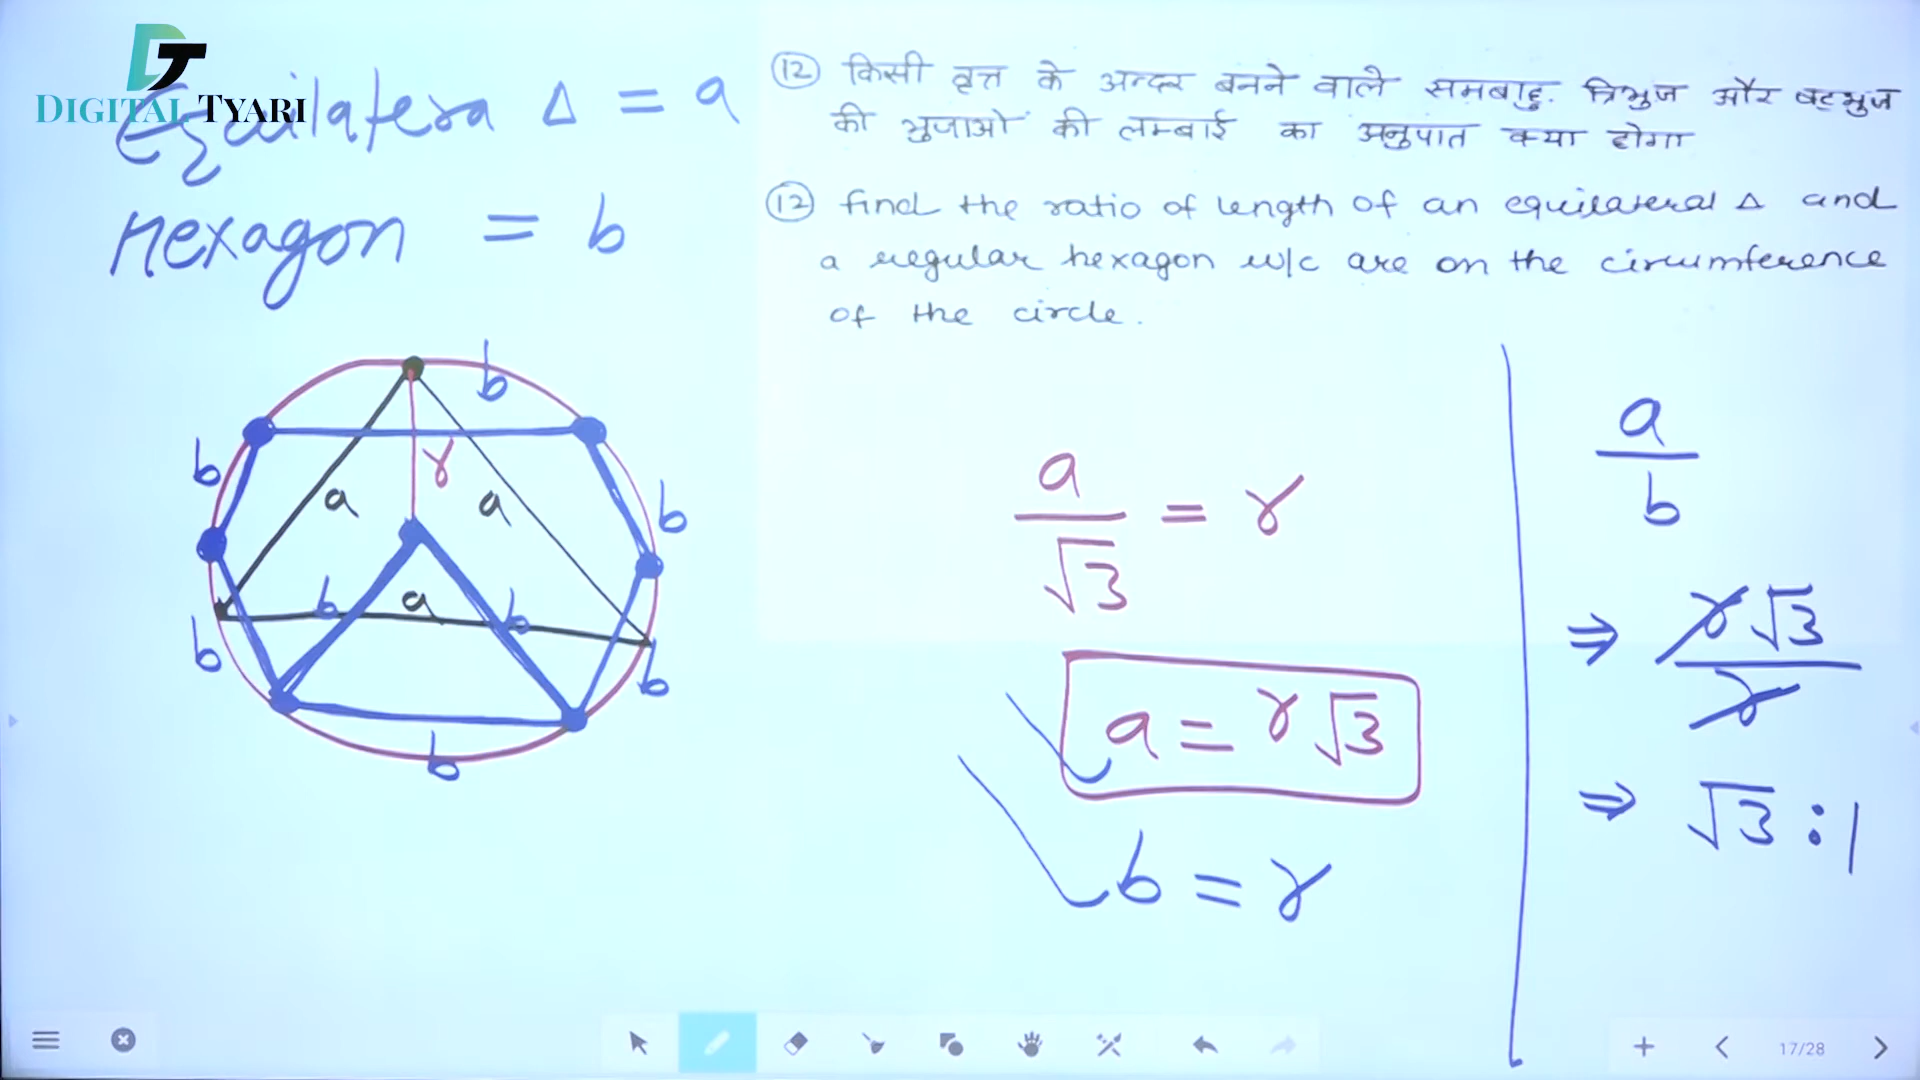 DIGITAL TYARI
Equilatera Δ = a
hexagon = b
⑫ किसी वृत्त के अन्दर बनने वाले समबाहु. त्रिभुज और षट्भुज
की भुजाओं की लम्बाई का अनुपात क्या होगा
⑫ find the ratio of length of an equilateral Δ and
a regular hexagon w/c are on the circumference
of the circle.
b
b
r
a
a
b
b
a
b
b
b
b
a/√3 = r
a = r√3
b = r
a/b
⇒ r√3/r
⇒ √3 : 1
17/28